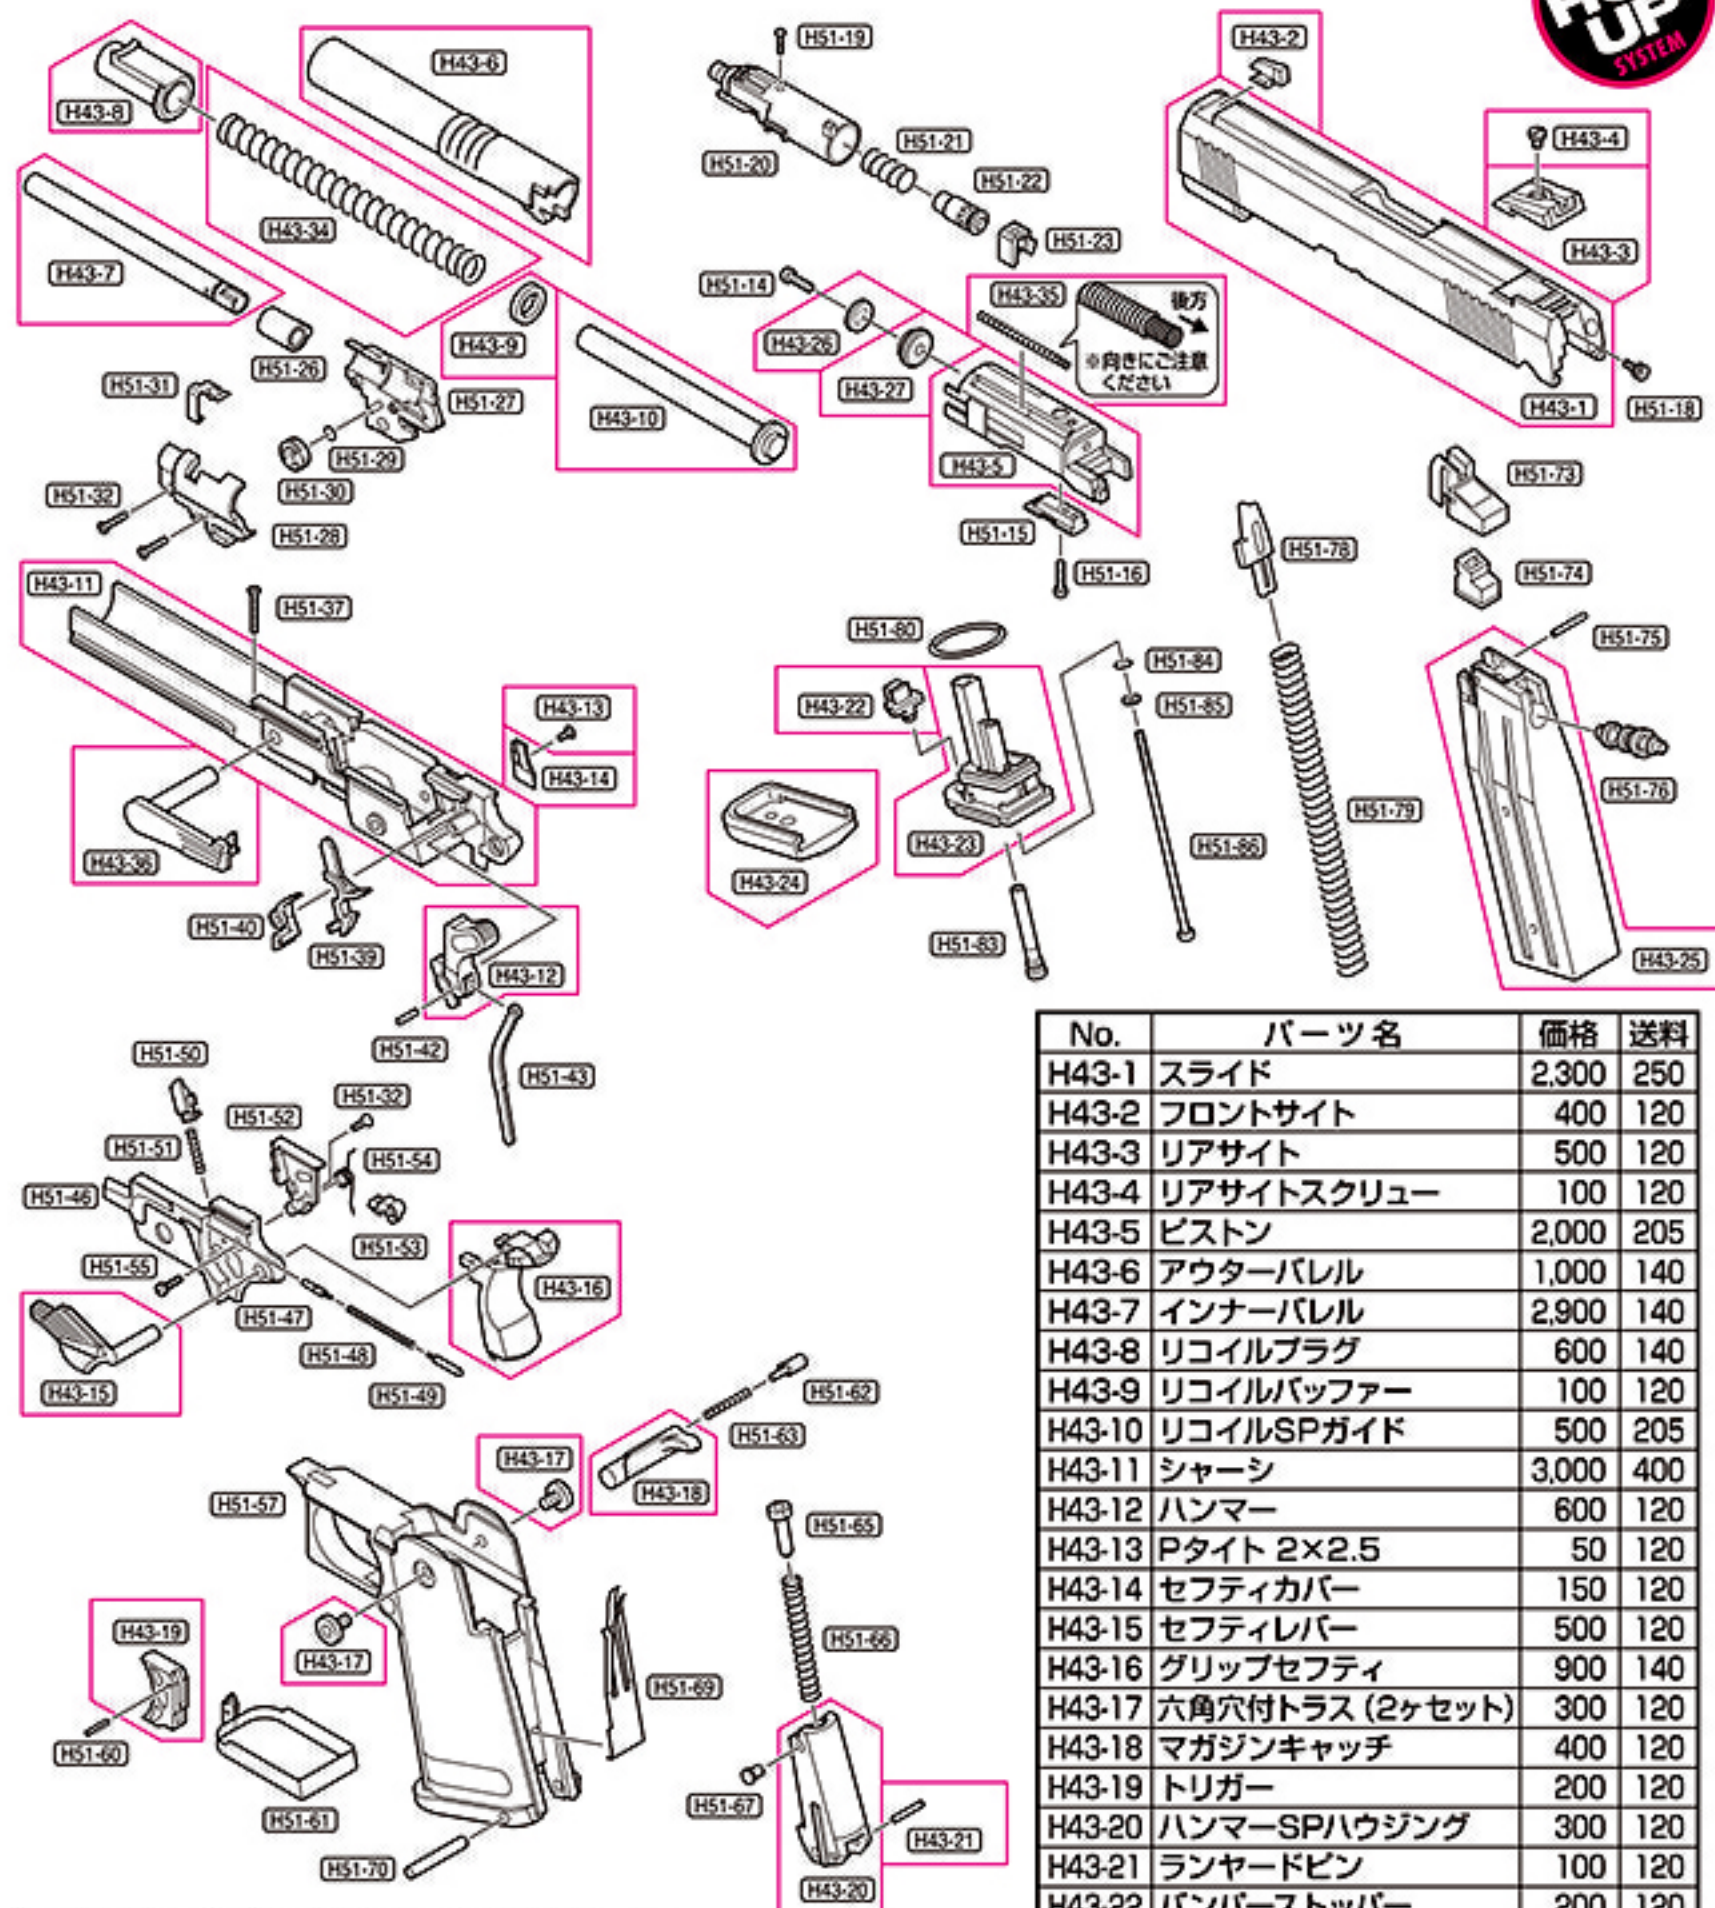 UP
SYSTEM
H51-19
H43-2
H43-6
H43-8
H51-21
H43-4
H51-20
H51-22
H43-34
H51-23
H43-3
H43-7
H51-14
H43-35
後方
※向きにご注意
ください
H43-26
H43-9
H51-26
H51-31
H43-27
H51-27
H43-10
H43-1
H51-18
H51-29
H43-5
H51-73
H51-30
H51-32
H51-28
H51-15
H51-78
H51-16
H51-74
H43-11
H51-37
H51-80
H51-75
H51-84
H43-22
H51-85
H43-13
H43-14
H51-76
H51-79
H43-23
H51-86
H43-36
H43-24
H51-40
H51-39
H51-83
H43-25
H43-12
H51-42
H51-43
H51-50
H51-32
H51-52
H51-51
H51-54
H51-46
H51-53
H51-55
H43-16
H51-47
H51-48
H51-49
H43-15
H51-62
H51-63
H43-17
H43-18
H51-57
H51-65
H43-19
H51-66
H43-17
H51-69
H51-60
H51-61
H51-67
H43-21
H51-70
H43-20
No. パーツ名 価格 送料
H43-1 スライド 2,300 250
H43-2 フロントサイト 400 120
H43-3 リアサイト 500 120
H43-4 リアサイトスクリュー 100 120
H43-5 ピストン 2,000 205
H43-6 アウターバレル 1,000 140
H43-7 インナーバレル 2,900 140
H43-8 リコイルプラグ 600 140
H43-9 リコイルバッファー 100 120
H43-10 リコイルSPガイド 500 205
H43-11 シャーシ 3,000 400
H43-12 ハンマー 600 120
H43-13 Pタイト 2×2.5 50 120
H43-14 セフティカバー 150 120
H43-15 セフティレバー 500 120
H43-16 グリップセフティ 900 140
H43-17 六角穴付トラス（2ヶセット） 300 120
H43-18 マガジンキャッチ 400 120
H43-19 トリガー 200 120
H43-20 ハンマーSPハウジング 300 120
H43-21 ランヤードピン 100 120
H43-22 バンパーストッパー 200 120